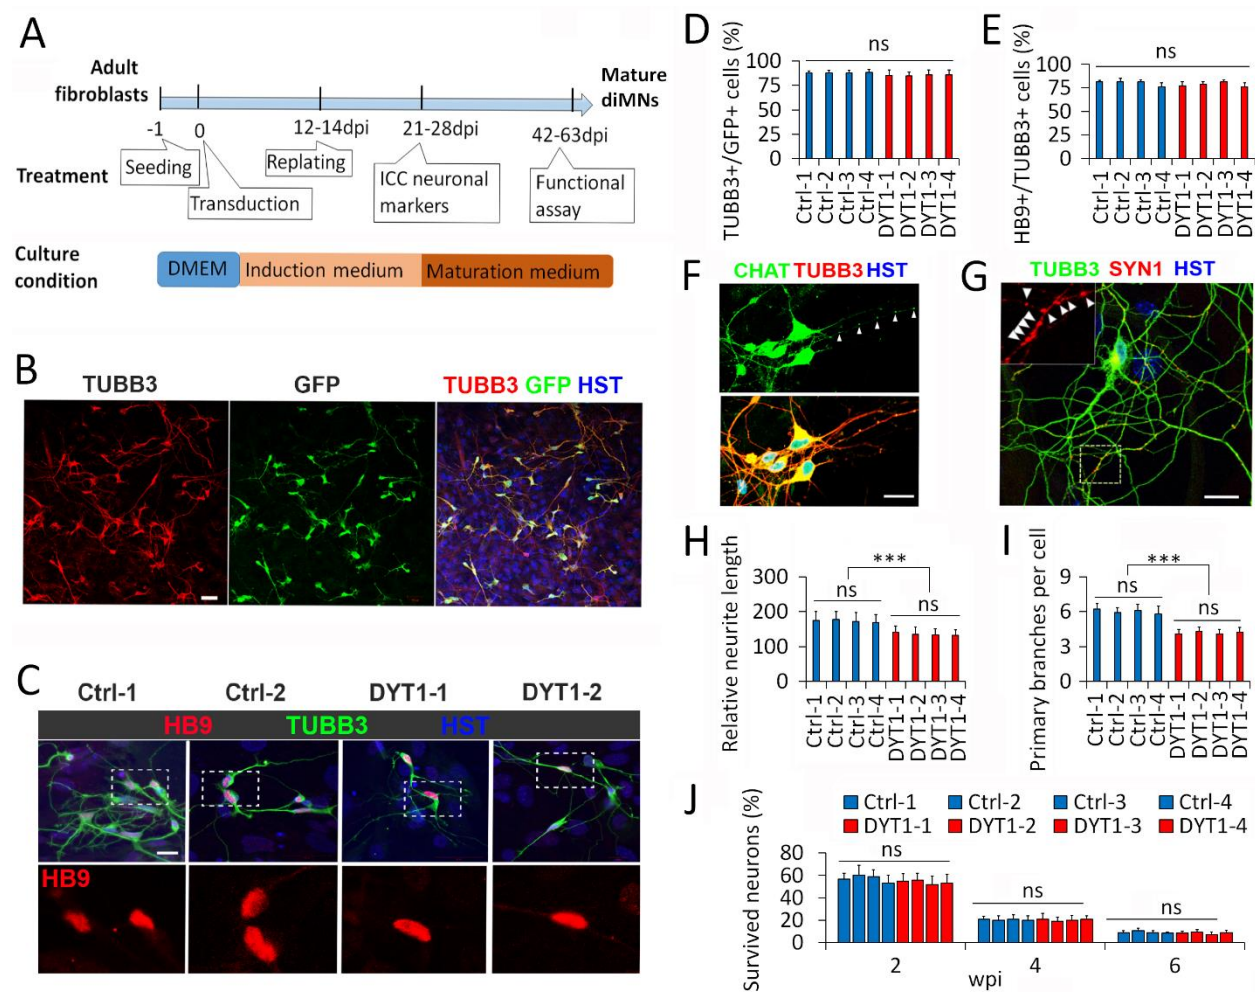 A
Adult fibroblasts
Mature diMNs
-1
0
12-14dpi
21-28dpi
42-63dpi
Treatment
Seeding
Transduction
Replating
ICC neuronal markers
Functional assay
Culture condition
DMEM
Induction medium
Maturation medium
B
TUBB3
GFP
TUBB3 GFP HST
C
Ctrl-1
Ctrl-2
DYT1-1
DYT1-2
HB9
TUBB3
HST
HB9
D
TUBB3+/GFP+ cells (%)
100
75
50
25
0
ns
Ctrl-1
Ctrl-2
Ctrl-3
Ctrl-4
DYT1-1
DYT1-2
DYT1-3
DYT1-4
E
HB9+/TUBB3+ cells (%)
100
75
50
25
0
ns
Ctrl-1
Ctrl-2
Ctrl-3
Ctrl-4
DYT1-1
DYT1-2
DYT1-3
DYT1-4
F
CHAT TUBB3 HST
G
TUBB3 SYN1 HST
H
Relative neurite length
300
200
100
0
***
ns
ns
Ctrl-1
Ctrl-2
Ctrl-3
Ctrl-4
DYT1-1
DYT1-2
DYT1-3
DYT1-4
I
Primary branches per cell
9
6
3
0
***
ns
ns
Ctrl-1
Ctrl-2
Ctrl-3
Ctrl-4
DYT1-1
DYT1-2
DYT1-3
DYT1-4
J
Ctrl-1
Ctrl-2
Ctrl-3
Ctrl-4
DYT1-1
DYT1-2
DYT1-3
DYT1-4
Survived neurons (%)
80
60
40
20
0
ns
ns
ns
2
4
6
wpi